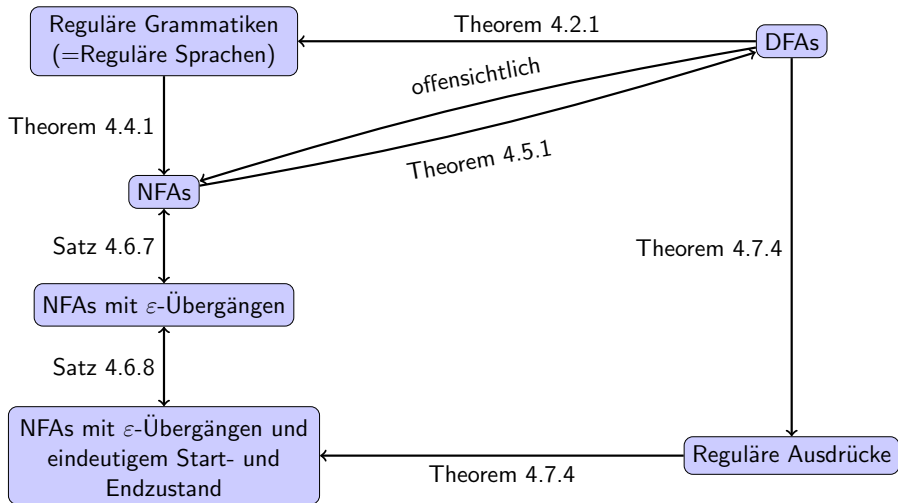 Reguläre Grammatiken
(=Reguläre Sprachen)
Theorem 4.2.1
DFAs
offensichtlich
Theorem 4.4.1
Theorem 4.5.1
NFAs
Satz 4.6.7
Theorem 4.7.4
NFAs mit ε-Übergängen
Satz 4.6.8
NFAs mit ε-Übergängen und
eindeutigem Start- und
Endzustand
Theorem 4.7.4
Reguläre Ausdrücke